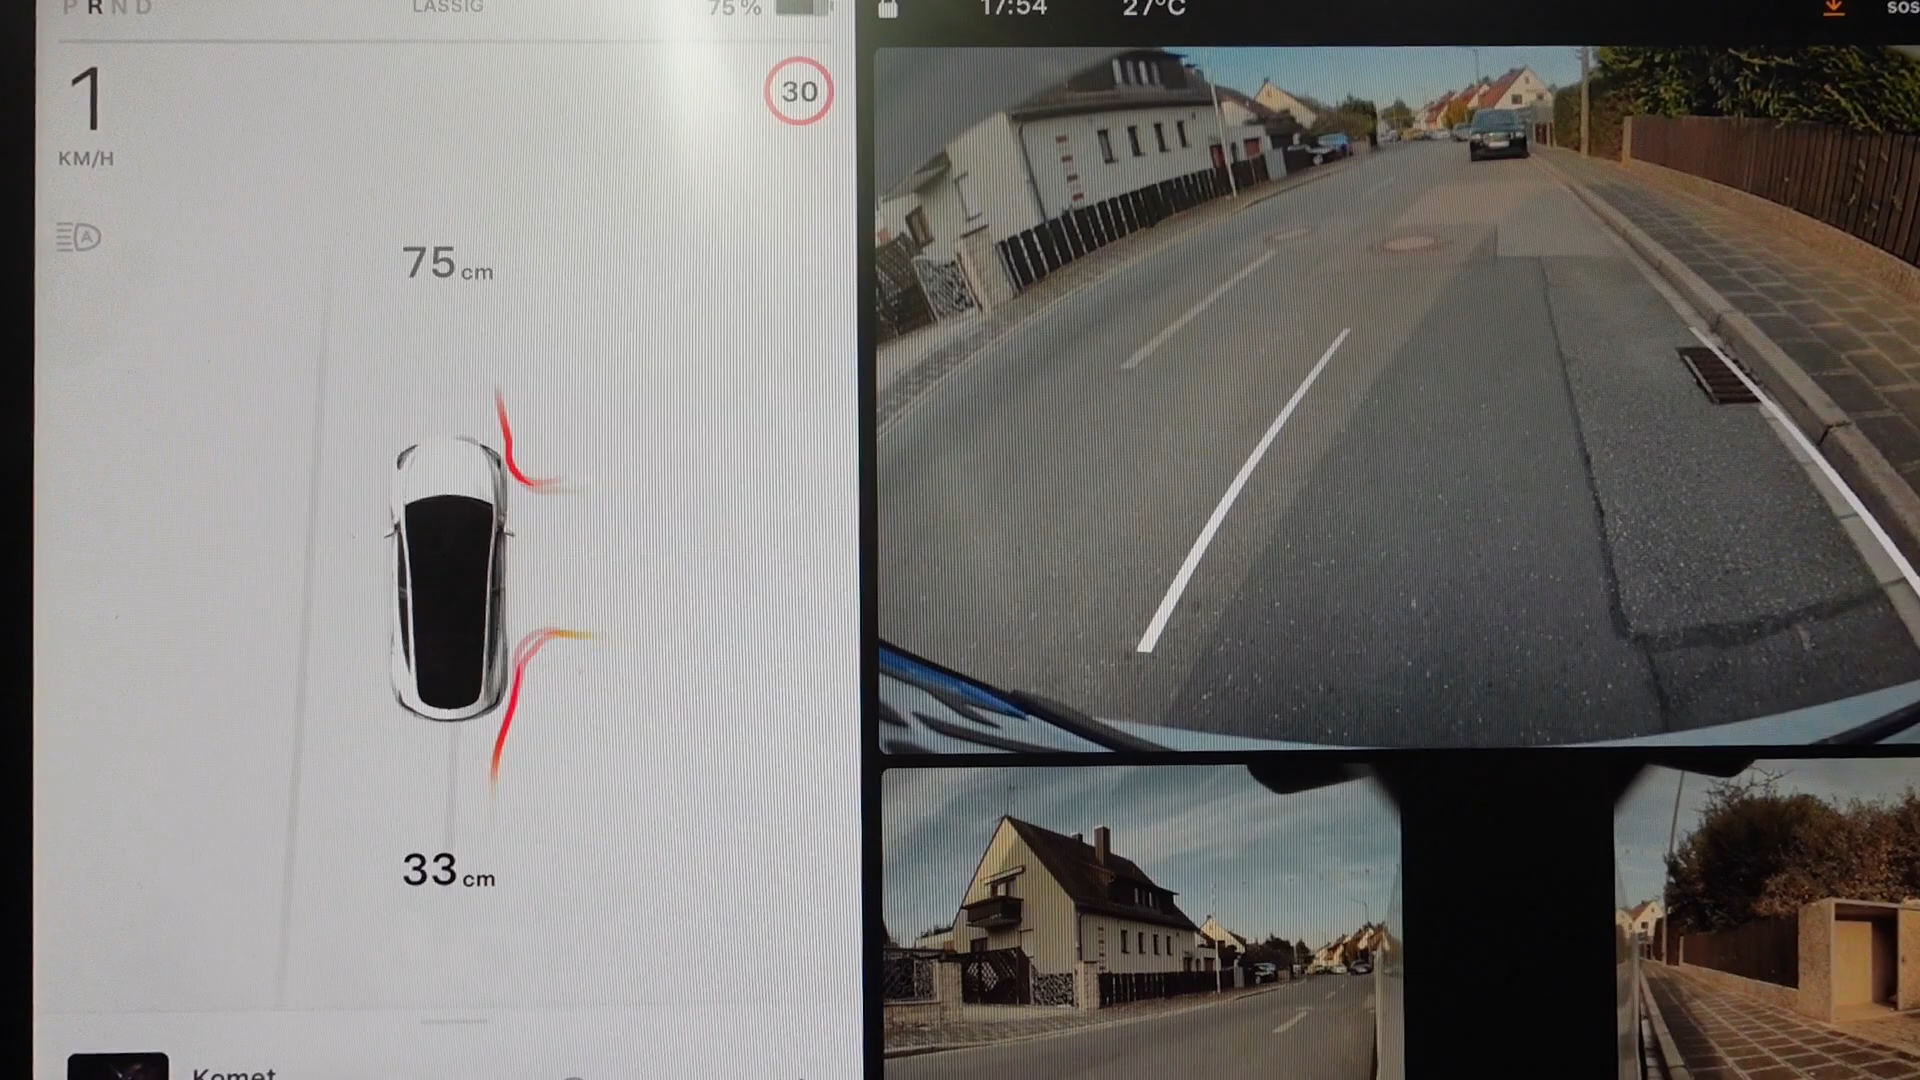 P R N D
LÄSSIG
75 %
17:54
27°C
sos
1
KM/H
30
A
75 cm
33 cm
Komet